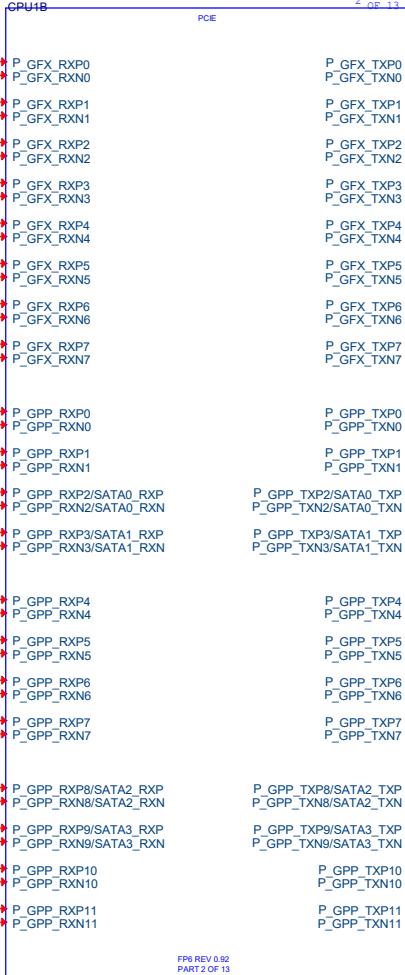 CPU1B 2 OF 13
PCIE
P_GFX_RXP0 P_GFX_TXP0
P_GFX_RXN0 P_GFX_TXN0
P_GFX_RXP1 P_GFX_TXP1
P_GFX_RXN1 P_GFX_TXN1
P_GFX_RXP2 P_GFX_TXP2
P_GFX_RXN2 P_GFX_TXN2
P_GFX_RXP3 P_GFX_TXP3
P_GFX_RXN3 P_GFX_TXN3
P_GFX_RXP4 P_GFX_TXP4
P_GFX_RXN4 P_GFX_TXN4
P_GFX_RXP5 P_GFX_TXP5
P_GFX_RXN5 P_GFX_TXN5
P_GFX_RXP6 P_GFX_TXP6
P_GFX_RXN6 P_GFX_TXN6
P_GFX_RXP7 P_GFX_TXP7
P_GFX_RXN7 P_GFX_TXN7
P_GPP_RXP0 P_GPP_TXP0
P_GPP_RXN0 P_GPP_TXN0
P_GPP_RXP1 P_GPP_TXP1
P_GPP_RXN1 P_GPP_TXN1
P_GPP_RXP2/SATA0_RXP P_GPP_TXP2/SATA0_TXP
P_GPP_RXN2/SATA0_RXN P_GPP_TXN2/SATA0_TXN
P_GPP_RXP3/SATA1_RXP P_GPP_TXP3/SATA1_TXP
P_GPP_RXN3/SATA1_RXN P_GPP_TXN3/SATA1_TXN
P_GPP_RXP4 P_GPP_TXP4
P_GPP_RXN4 P_GPP_TXN4
P_GPP_RXP5 P_GPP_TXP5
P_GPP_RXN5 P_GPP_TXN5
P_GPP_RXP6 P_GPP_TXP6
P_GPP_RXN6 P_GPP_TXN6
P_GPP_RXP7 P_GPP_TXP7
P_GPP_RXN7 P_GPP_TXN7
P_GPP_RXP8/SATA2_RXP P_GPP_TXP8/SATA2_TXP
P_GPP_RXN8/SATA2_RXN P_GPP_TXN8/SATA2_TXN
P_GPP_RXP9/SATA3_RXP P_GPP_TXP9/SATA3_TXP
P_GPP_RXN9/SATA3_RXN P_GPP_TXN9/SATA3_TXN
P_GPP_RXP10 P_GPP_TXP10
P_GPP_RXN10 P_GPP_TXN10
P_GPP_RXP11 P_GPP_TXP11
P_GPP_RXN11 P_GPP_TXN11
FP6 REV 0.92
PART 2 OF 13